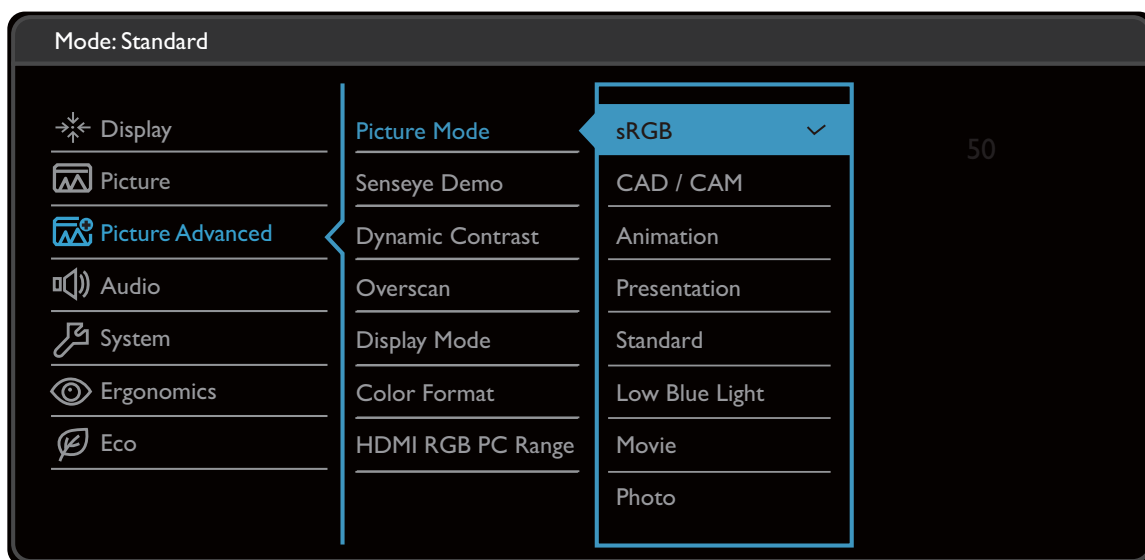 Mode: Standard
Display
Picture
Picture Advanced
Audio
System
Ergonomics
Eco
Picture Mode
Senseye Demo
Dynamic Contrast
Overscan
Display Mode
Color Format
HDMI RGB PC Range
sRGB
CAD / CAM
Animation
Presentation
Standard
Low Blue Light
Movie
Photo
50